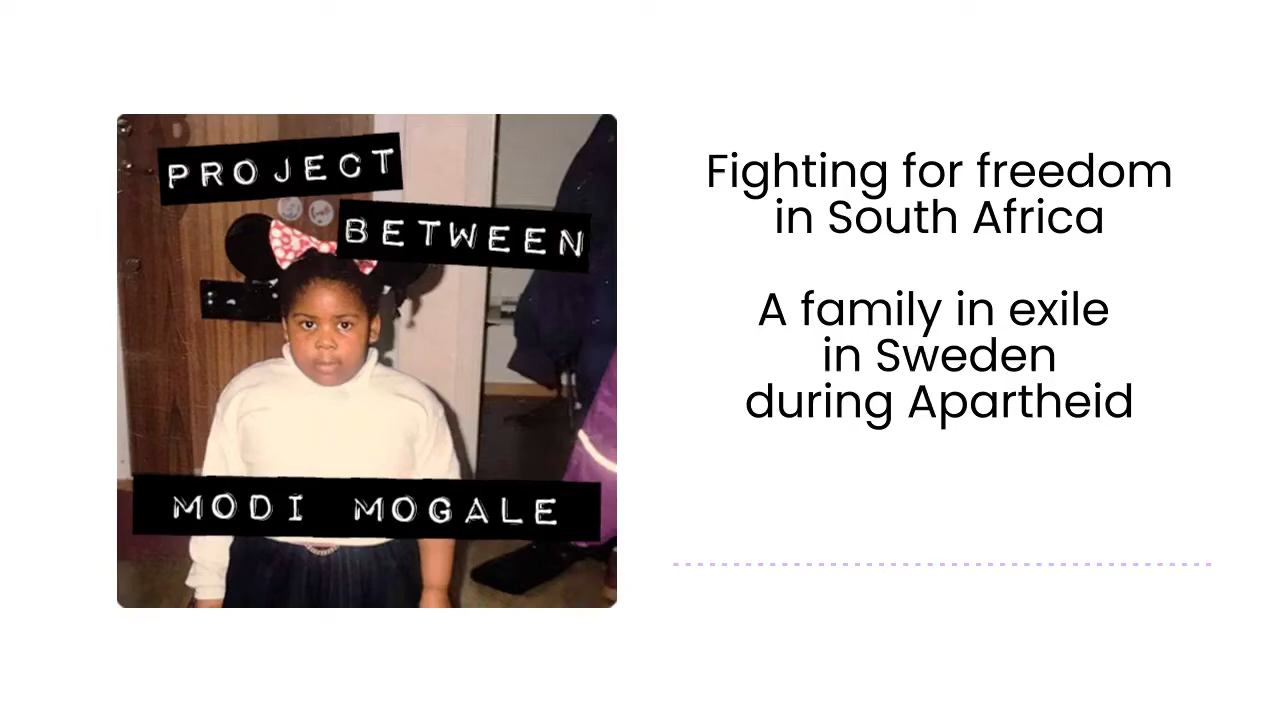 PROJECT
BETWEEN
MODI MOGALE
Fighting for freedom
in South Africa
A family in exile
in Sweden
during Apartheid